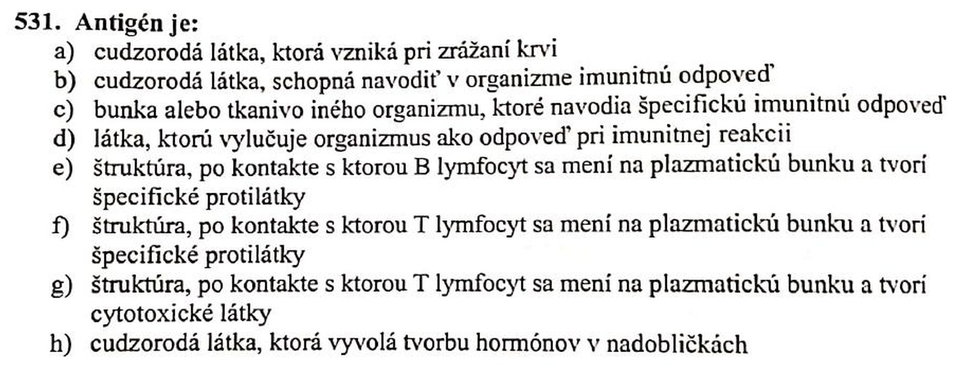 531. Antigén je:
a) cudzorodá látka, ktorá vzniká pri zrážaní krvi
b) cudzorodá látka, schopná navodiť v organizme imunitnú odpoveď
c) bunka alebo tkanivo iného organizmu, ktoré navodia špecifickú imunitnú odpoveď
d) látka, ktorú vylučuje organizmus ako odpoveď pri imunitnej reakcii
e) štruktúra, po kontakte s ktorou B lymfocyt sa mení na plazmatickú bunku a tvorí
špecifické protilátky
f) štruktúra, po kontakte s ktorou T lymfocyt sa mení na plazmatickú bunku a tvorí
špecifické protilátky
g) štruktúra, po kontakte s ktorou T lymfocyt sa mení na plazmatickú bunku a tvorí
cytotoxické látky
h) cudzorodá látka, ktorá vyvolá tvorbu hormónov v nadobličkách